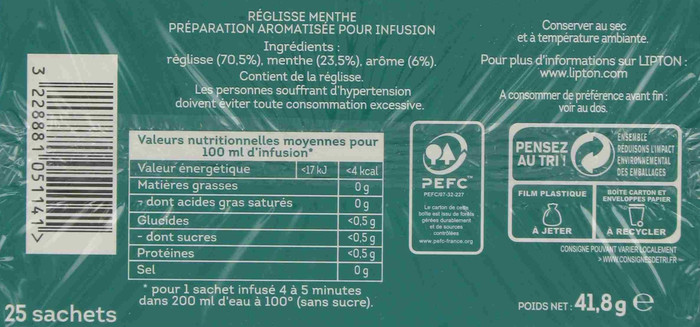 RÉGLISSE MENTHE
PRÉPARATION AROMATISÉE POUR INFUSION
Ingrédients :
réglisse (70,5%), menthe (23,5%), arôme (6%).
Contient de la réglisse.
Les personnes souffrant d'hypertension
doivent éviter toute consommation excessive.
3 228881 051141 >
25 sachets
Valeurs nutritionnelles moyennes pour
100 ml d'infusion*
Valeur énergétique <17 kJ <4 kcal
Matières grasses 0 g
- dont acides gras saturés 0 g
Glucides <0,5 g
- dont sucres <0,5 g
Protéines <0,5 g
Sel 0 g
* pour 1 sachet infusé 4 à 5 minutes
dans 200 ml d'eau à 100° (sans sucre).
PEFC
PEFC/07-32-227
Le carton de cette
boîte est issu de forêts
gérées durablement
et de sources
contrôlées
www.pefc-france.org
Conserver au sec
et à température ambiante.
Pour plus d'informations sur LIPTON :
www.lipton.com
A consommer de préférence avant fin :
voir au dos.
PENSEZ
AU TRI !
ENSEMBLE
RÉDUISONS L'IMPACT
ENVIRONNEMENTAL
DES EMBALLAGES
FILM PLASTIQUE
À JETER
BOÎTE CARTON ET
ENVELOPPES PAPIER
À RECYCLER
CONSIGNE POUVANT VARIER LOCALEMENT
> WWW.CONSIGNESDETRI.FR
POIDS NET : 41,8 g ℮